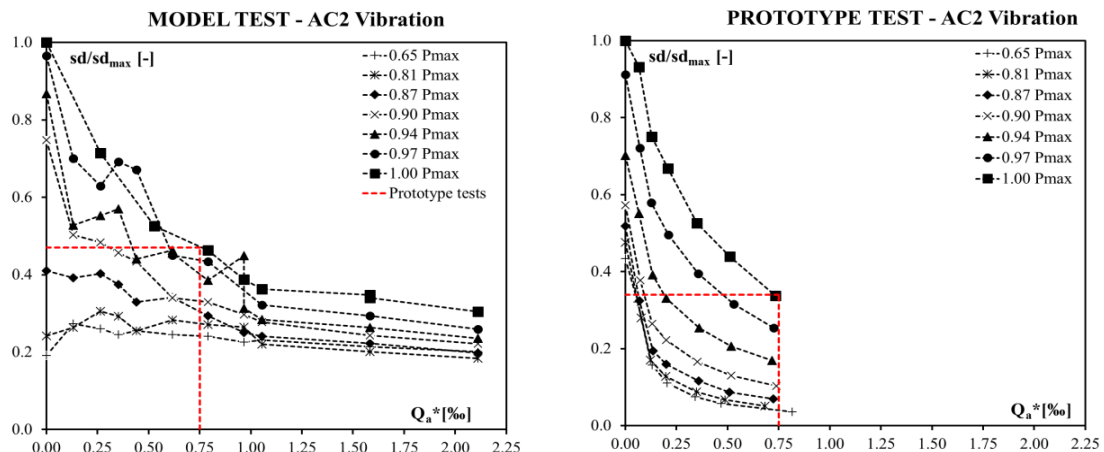 MODEL TEST - AC2 Vibration
sd/sdmax [-]
1.0
0.8
0.6
0.4
0.2
0.0
0.00 0.25 0.50 0.75 1.00 1.25 1.50 1.75 2.00 2.25
Qa*[‰]
0.65 Pmax
0.81 Pmax
0.87 Pmax
0.90 Pmax
0.94 Pmax
0.97 Pmax
1.00 Pmax
Prototype tests
PROTOTYPE TEST - AC2 Vibration
sd/sdmax [-]
1.0
0.8
0.6
0.4
0.2
0.0
0.00 0.25 0.50 0.75 1.00 1.25 1.50 1.75 2.00 2.25
Qa*[‰]
0.65 Pmax
0.81 Pmax
0.87 Pmax
0.90 Pmax
0.94 Pmax
0.97 Pmax
1.00 Pmax